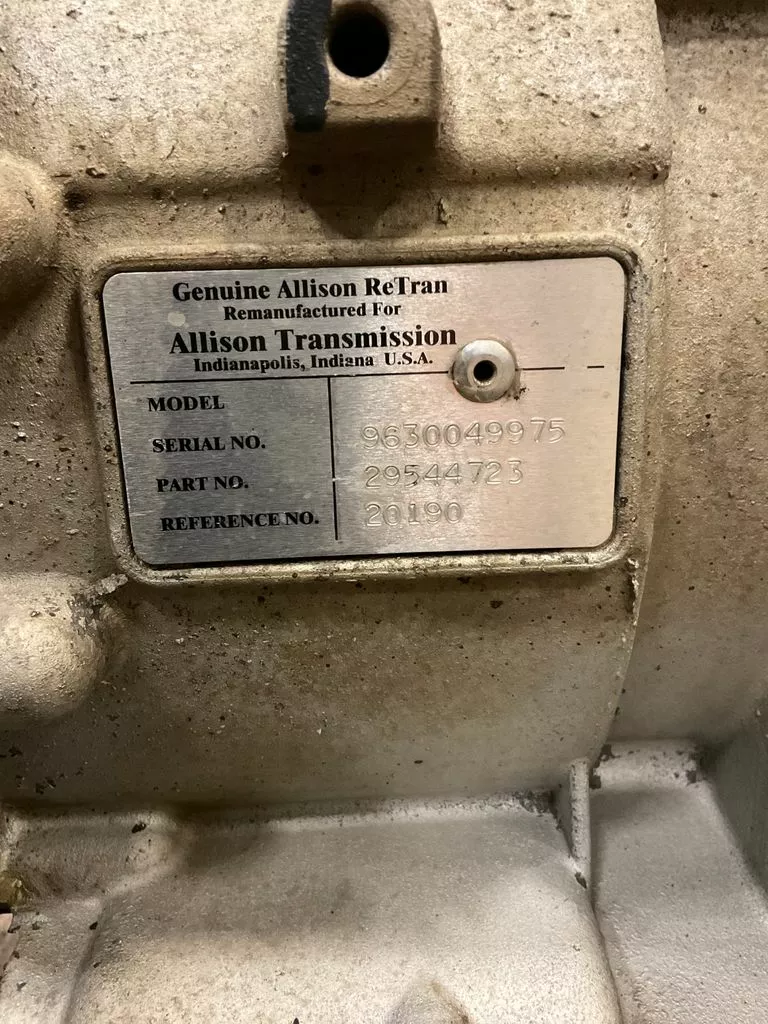 Genuine Allison ReTran
Remanufactured For
Allison Transmission
Indianapolis, Indiana U.S.A.
MODEL
SERIAL NO. 9630049975
PART NO. 29544723
REFERENCE NO. 20190